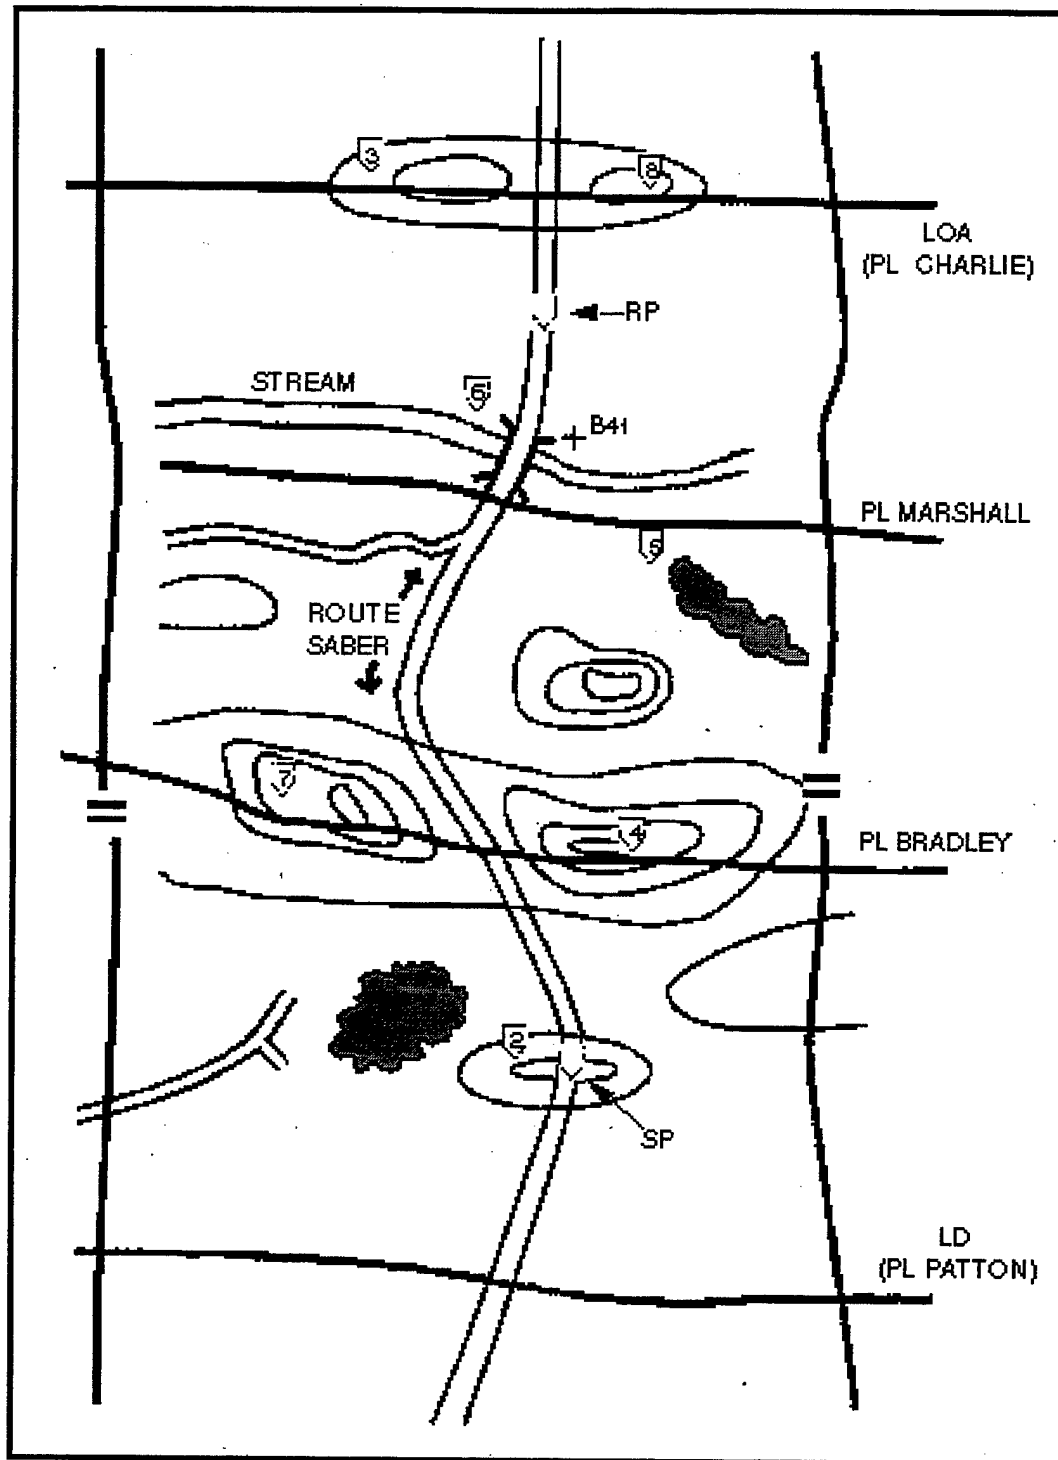 3
8
LOA
(PL CHARLIE)
RP
STREAM
6
B41
PL MARSHALL
5
ROUTE
SABER
7
4
PL BRADLEY
2
SP
LD
(PL PATTON)